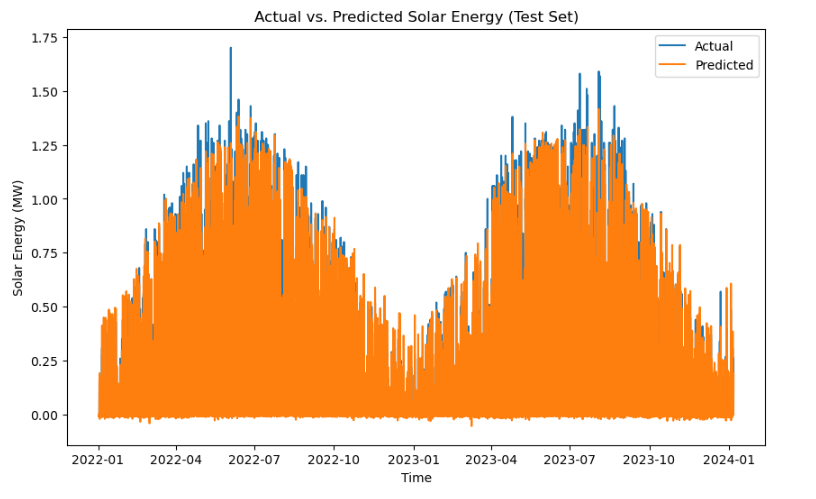 Actual vs. Predicted Solar Energy (Test Set)
Actual
Predicted
Solar Energy (MW)
1.75
1.50
1.25
1.00
0.75
0.50
0.25
0.00
2022-01 2022-04 2022-07 2022-10 2023-01 2023-04 2023-07 2023-10 2024-01
Time